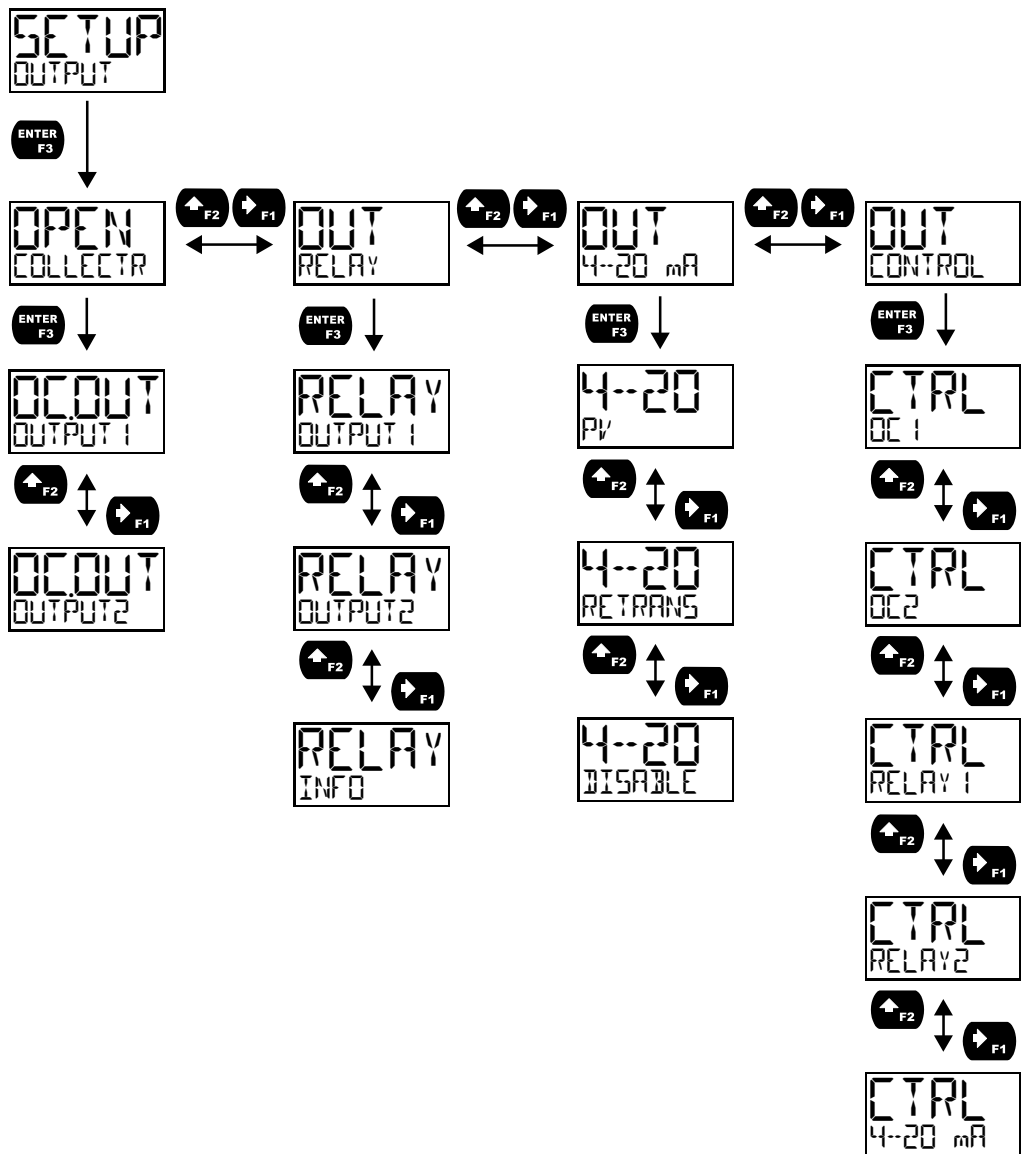 SETUP
OUTPUT
ENTER
F3
OPEN
COLLECTR
F2
F1
OUT
RELAY
F2
F1
OUT
4--20 mA
F2
F1
OUT
CONTROL
ENTER
F3
ENTER
F3
ENTER
F3
ENTER
F3
OC.OUT
OUTPUT1
RELAY
OUTPUT1
4--20
PV
CTRL
OC1
F2
F1
F2
F1
F2
F1
F2
F1
OC.OUT
OUTPUT2
RELAY
OUTPUT2
4--20
RETRANS
CTRL
OC2
F2
F1
F2
F1
F2
F1
RELAY
INFO
4--20
DISABLE
CTRL
RELAY1
F2
F1
CTRL
RELAY2
F2
F1
CTRL
4--20 mA